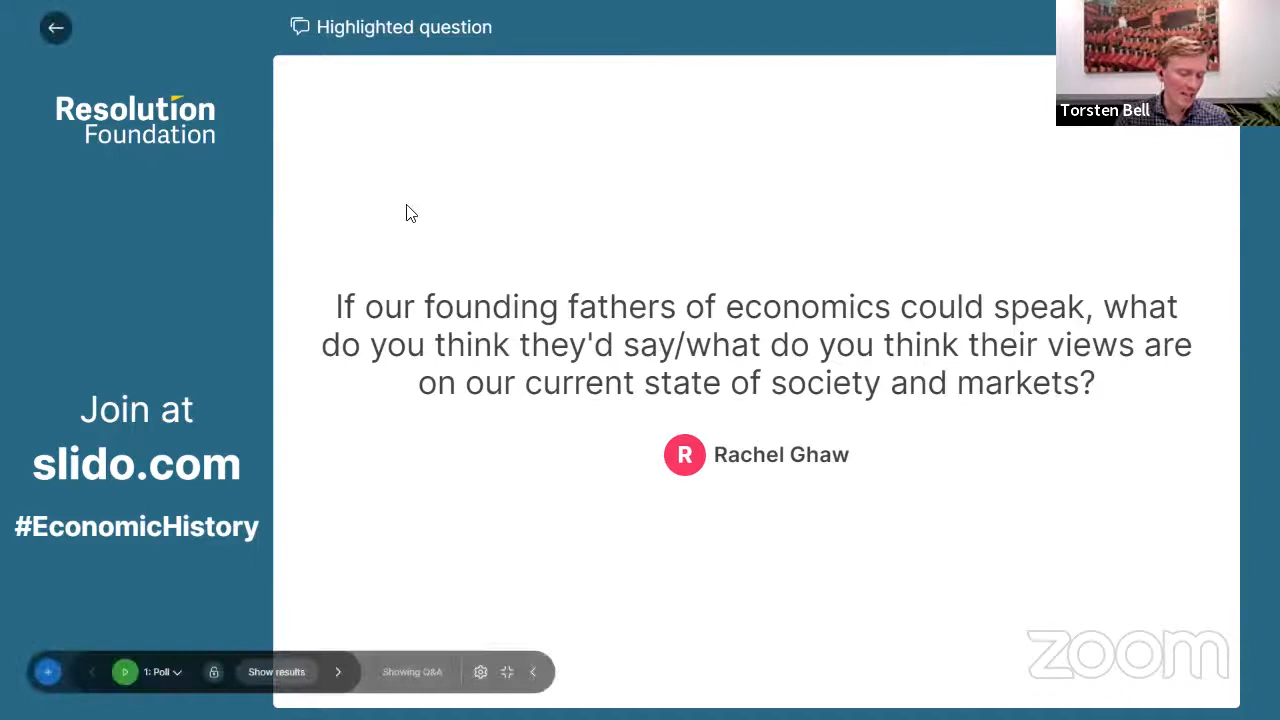 Highlighted question
Torsten Bell
Resolution
Foundation
If our founding fathers of economics could speak, what
do you think they'd say/what do you think their views are
on our current state of society and markets?
R
Rachel Ghaw
Join at
slido.com
#EconomicHistory
1: Poll
Show results
Showing Q&A
zoom